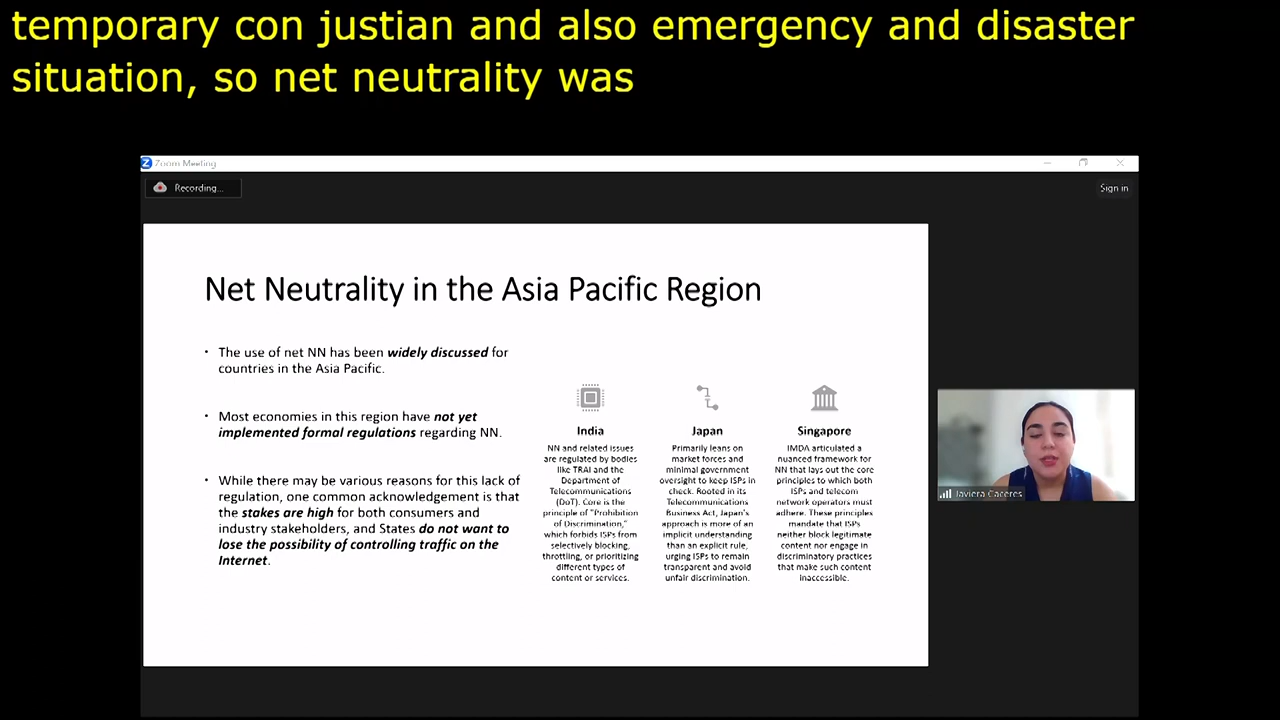 temporary con justian and also emergency and disaster
situation, so net neutrality was
Zoom Meeting
Recording...
Sign in
Net Neutrality in the Asia Pacific Region
• The use of net NN has been widely discussed for
countries in the Asia Pacific.
• Most economies in this region have not yet
implemented formal regulations regarding NN.
• While there may be various reasons for this lack of
regulation, one common acknowledgement is that
the stakes are high for both consumers and
industry stakeholders, and States do not want to
lose the possibility of controlling traffic on the
Internet.
India
NN and related issues
are regulated by bodies
like TRAI and the
Department of
Telecommunications
(DoT). Core is the
principle of "Prohibition
of Discrimination,"
which forbids ISPs from
selectively blocking,
throttling, or prioritizing
different types of
content or services.
Japan
Primarily leans on
market forces and
minimal government
oversight to keep ISPs in
check. Rooted in its
Telecommunications
Business Act, Japan's
approach is more of an
implicit understanding
than an explicit rule,
urging ISPs to remain
transparent and avoid
unfair discrimination.
Singapore
IMDA articulated a
nuanced framework for
NN that lays out the core
principles to which both
ISPs and telecom
network operators must
adhere. These principles
mandate that ISPs
neither block legitimate
content nor engage in
discriminatory practices
that make such content
inaccessible.
Javiera Caceres